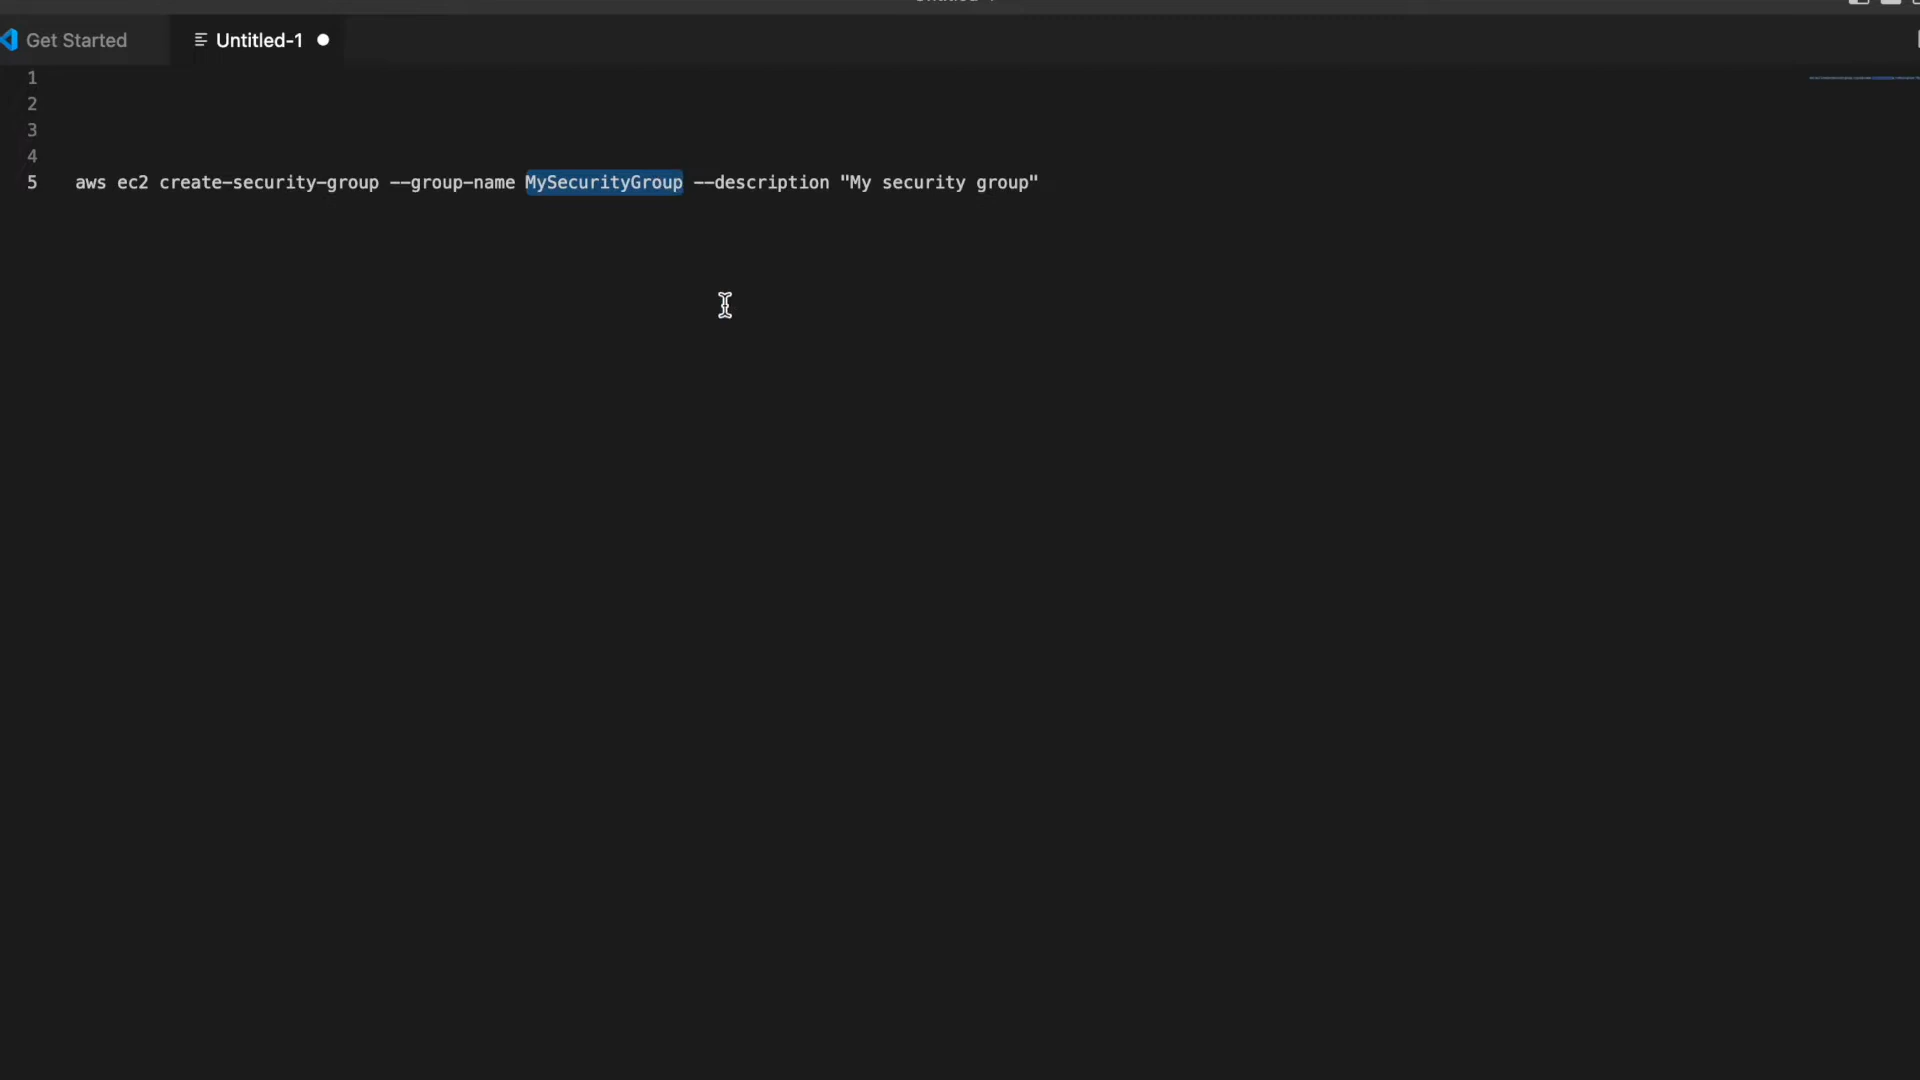 Get Started
Untitled-1
1
2
3
4
5 aws ec2 create-security-group --group-name MySecurityGroup --description "My security group"